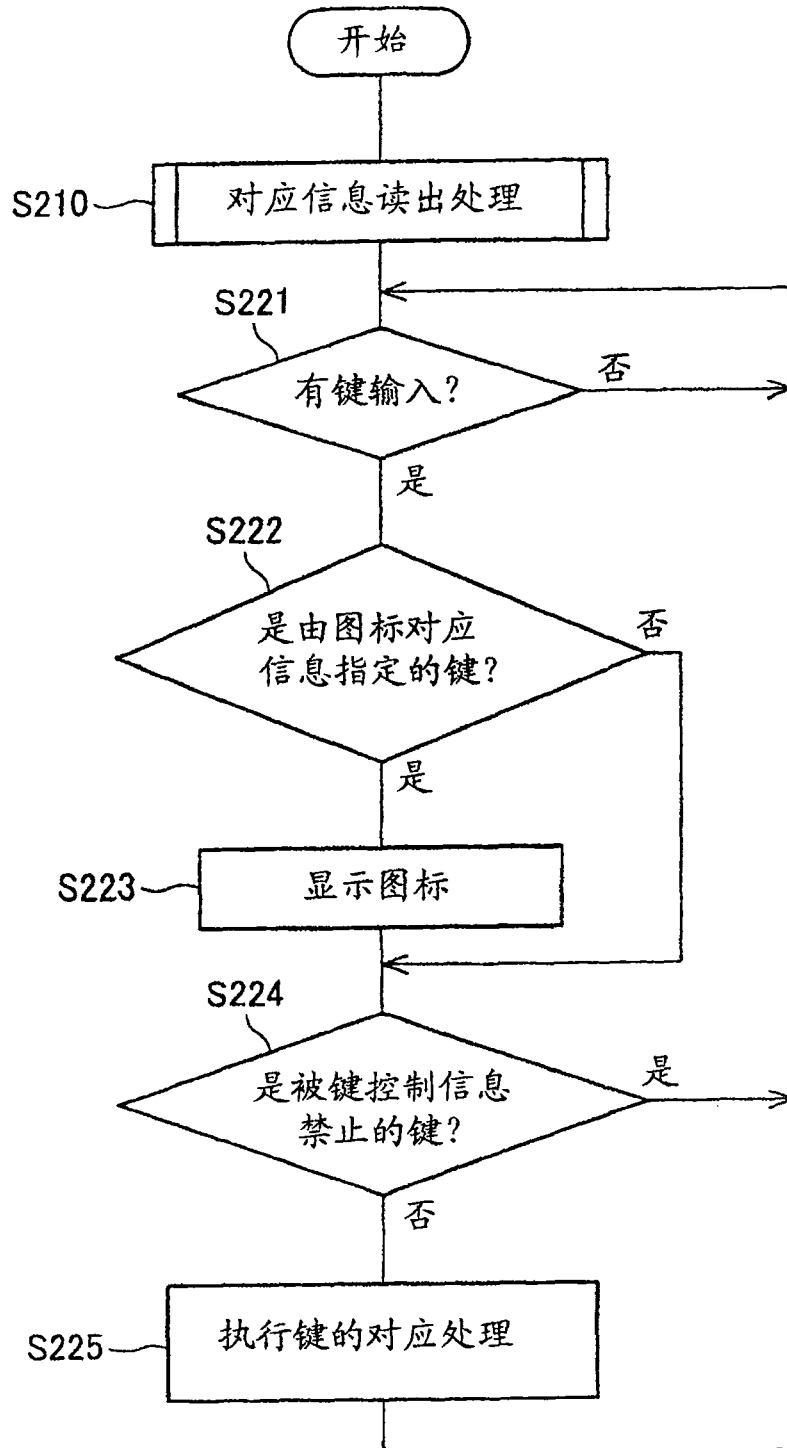 开始
S210
对应信息读出处理
S221
有键输入?
否
是
S222
是由图标对应
信息指定的键?
否
是
S223
显示图标
S224
是被键控制信息
禁止的键?
是
否
S225
执行键的对应处理